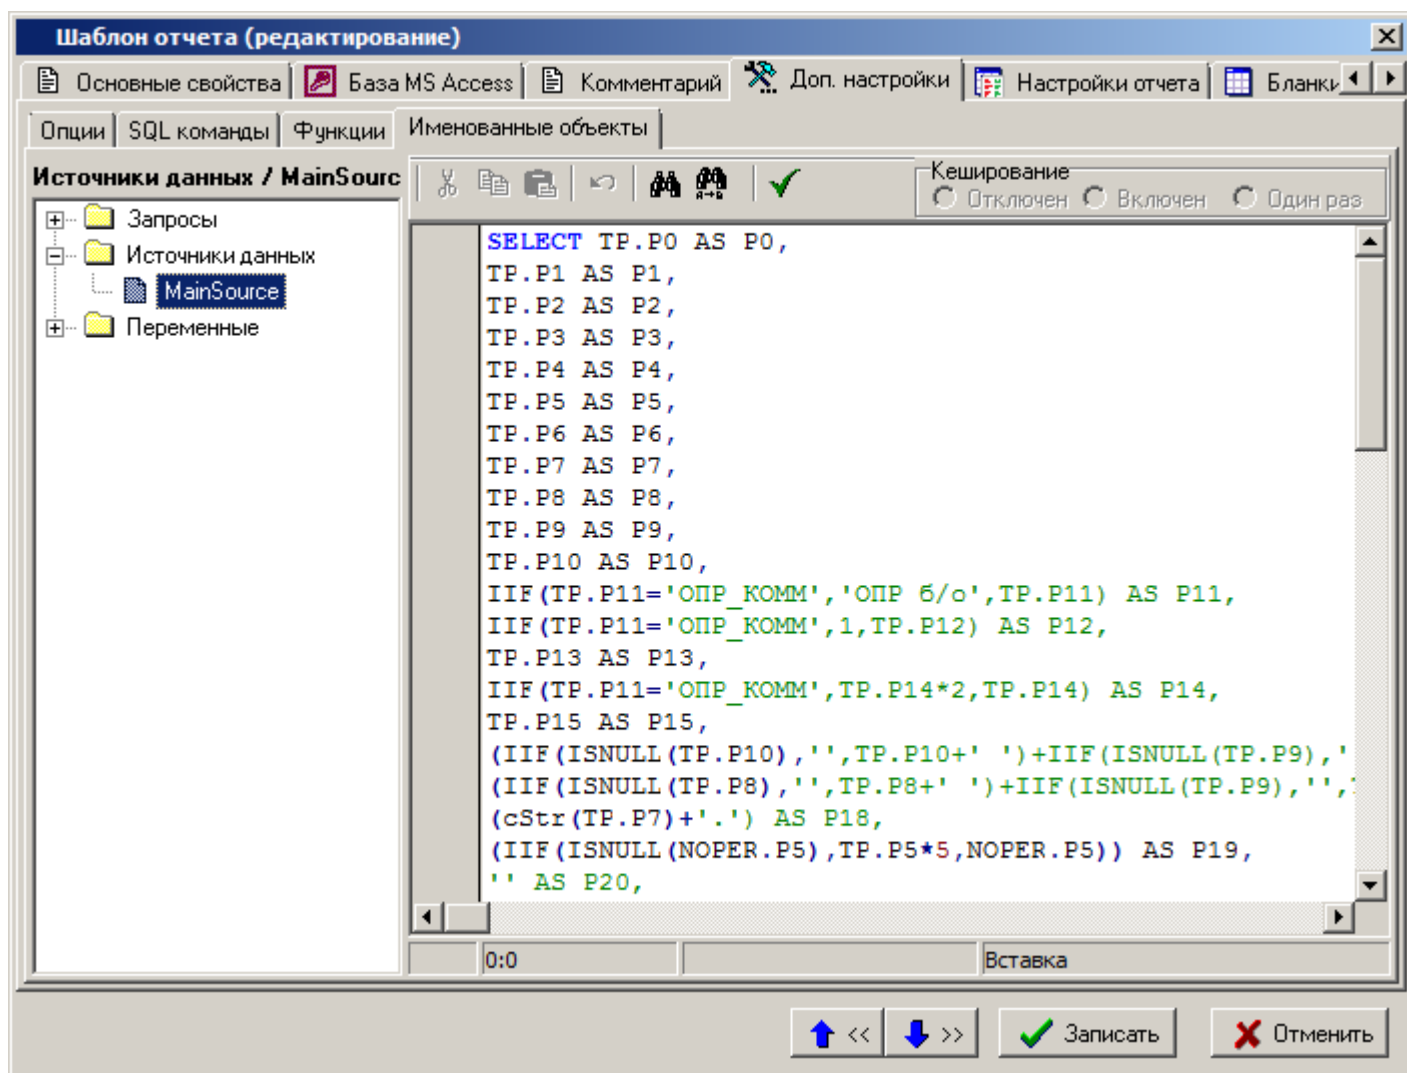 Шаблон отчета (редактирование)
Основные свойства База MS Access Комментарий Доп. настройки Настройки отчета Бланки
Опции SQL команды Функции Именованные объекты
Источники данных / MainSourc
Кеширование
Отключен Включен Один раз
Запросы
Источники данных
MainSource
Переменные
SELECT TP.P0 AS P0,
TP.P1 AS P1,
TP.P2 AS P2,
TP.P3 AS P3,
TP.P4 AS P4,
TP.P5 AS P5,
TP.P6 AS P6,
TP.P7 AS P7,
TP.P8 AS P8,
TP.P9 AS P9,
TP.P10 AS P10,
IIF(TP.P11='ОПР_КОММ','ОПР б/о',TP.P11) AS P11,
IIF(TP.P11='ОПР_КОММ',1,TP.P12) AS P12,
TP.P13 AS P13,
IIF(TP.P11='ОПР_КОММ',TP.P14*2,TP.P14) AS P14,
TP.P15 AS P15,
(IIF(ISNULL(TP.P10),'',TP.P10+' ')+IIF(ISNULL(TP.P9),'
(IIF(ISNULL(TP.P8),'',TP.P8+' ')+IIF(ISNULL(TP.P9),'',
(cStr(TP.P7)+'.') AS P18,
(IIF(ISNULL(NOPER.P5),TP.P5*5,NOPER.P5)) AS P19,
'' AS P20,
0:0 Вставка
<< >> Записать Отменить